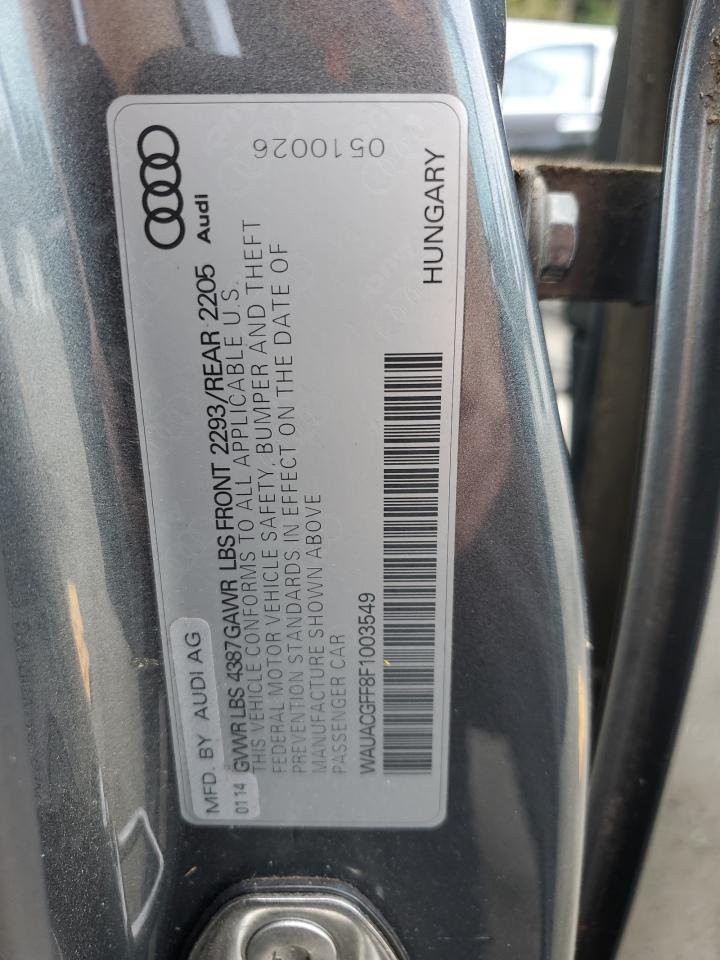 MFD. BY AUDI AG
0114 GVWR LBS 4387GAWR LBS FRONT 2293/REAR 2205
Audi
THIS VEHICLE CONFORMS TO ALL APPLICABLE U.S.
FEDERAL MOTOR VEHICLE SAFETY, BUMPER AND THEFT
PREVENTION STANDARDS IN EFFECT ON THE DATE OF
MANUFACTURE SHOWN ABOVE
PASSENGER CAR
0510026
WAUACGFF8F1003549
HUNGARY